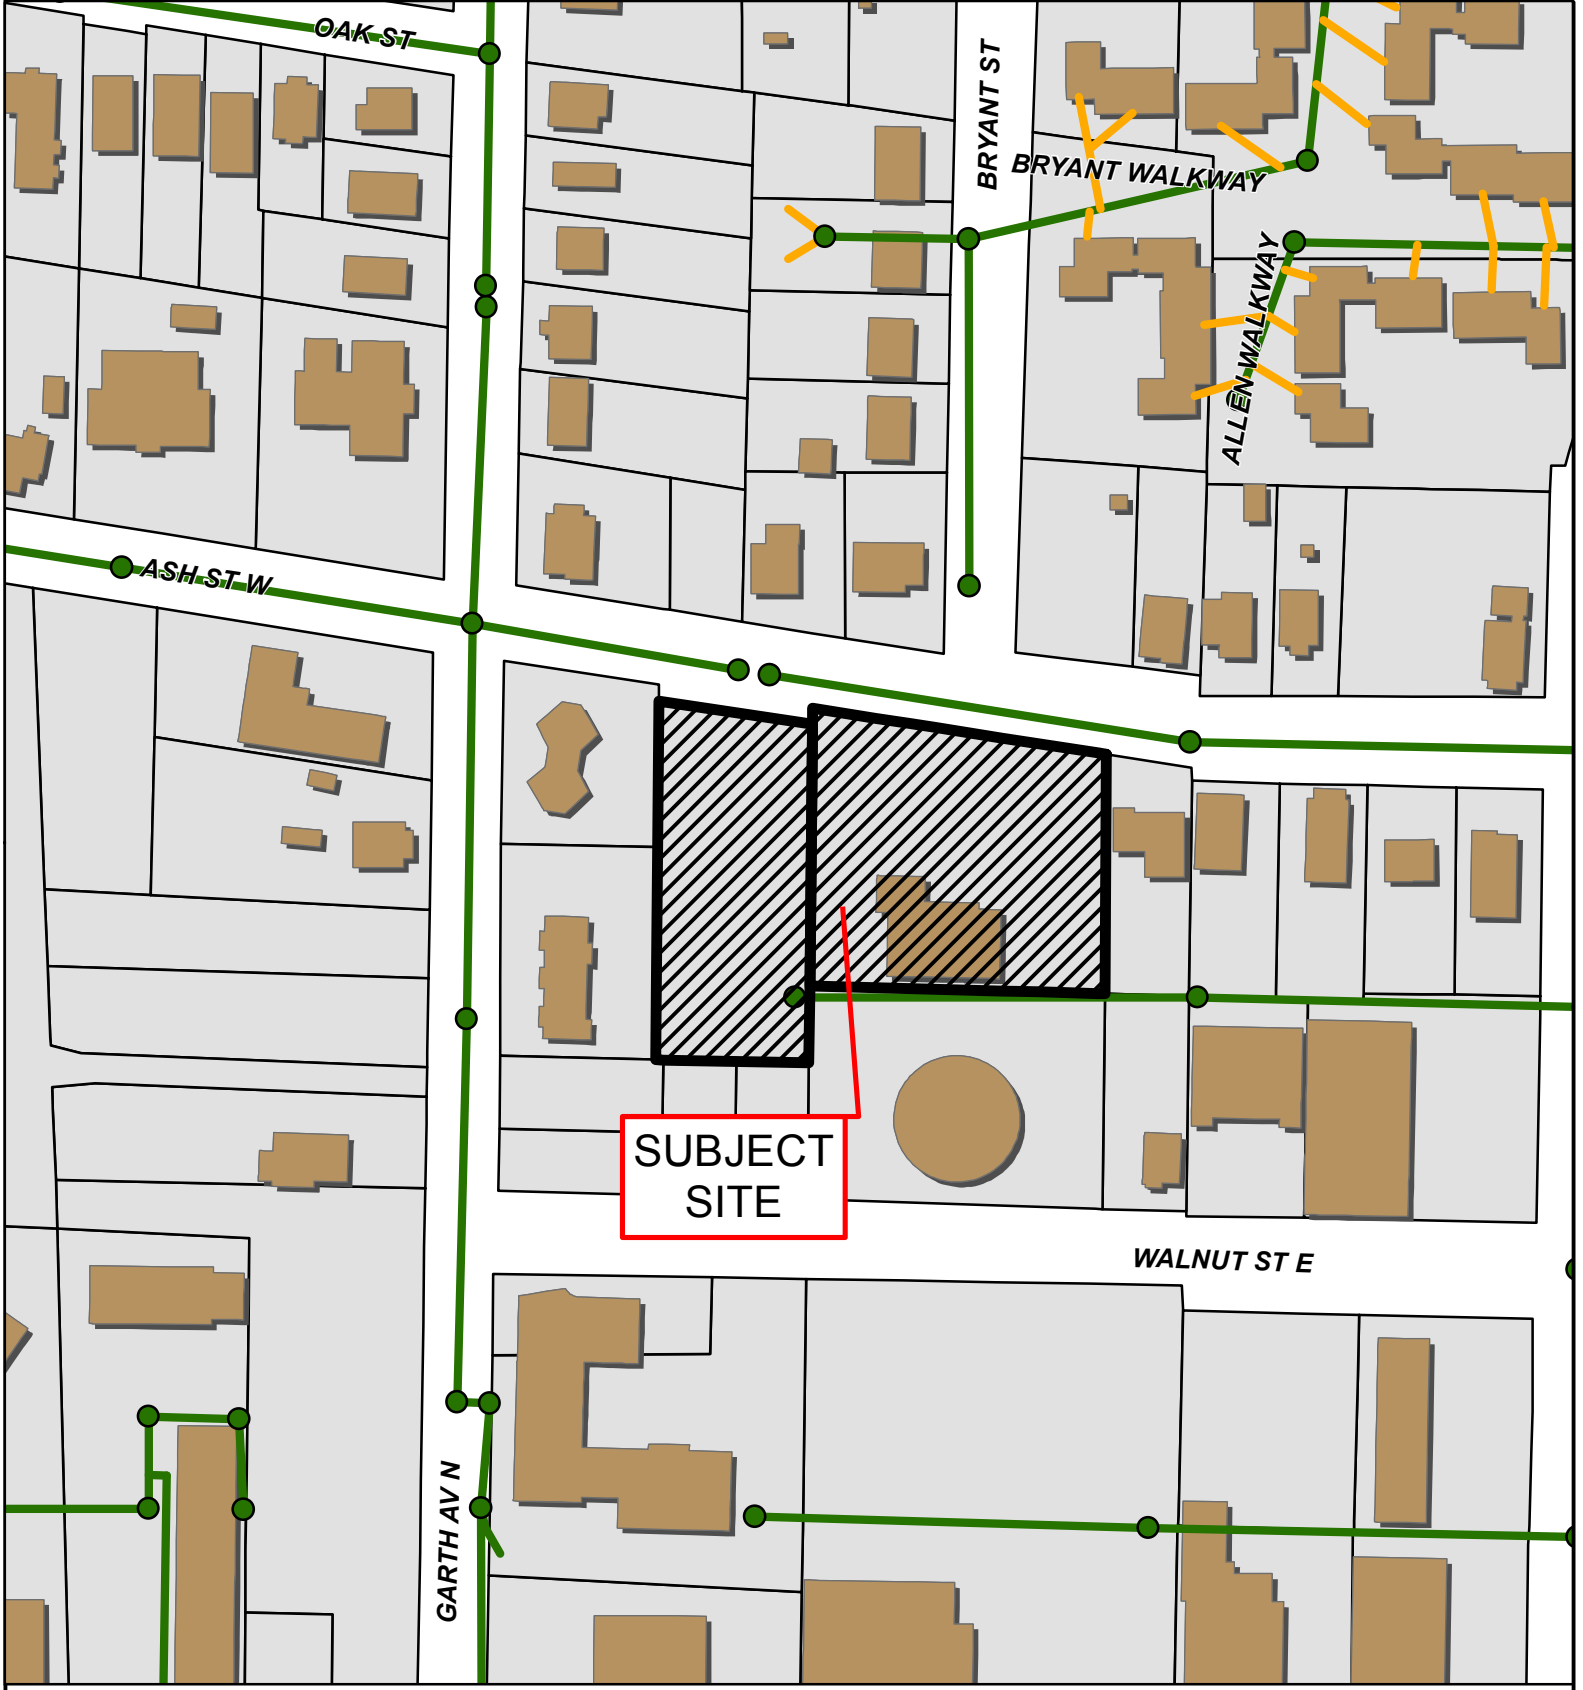 OAK ST
BRYANT ST
BRYANT WALKWAY
ALLEN WALKWAY
ASH ST W
SUBJECT
SITE
WALNUT ST E
GARTH AV N